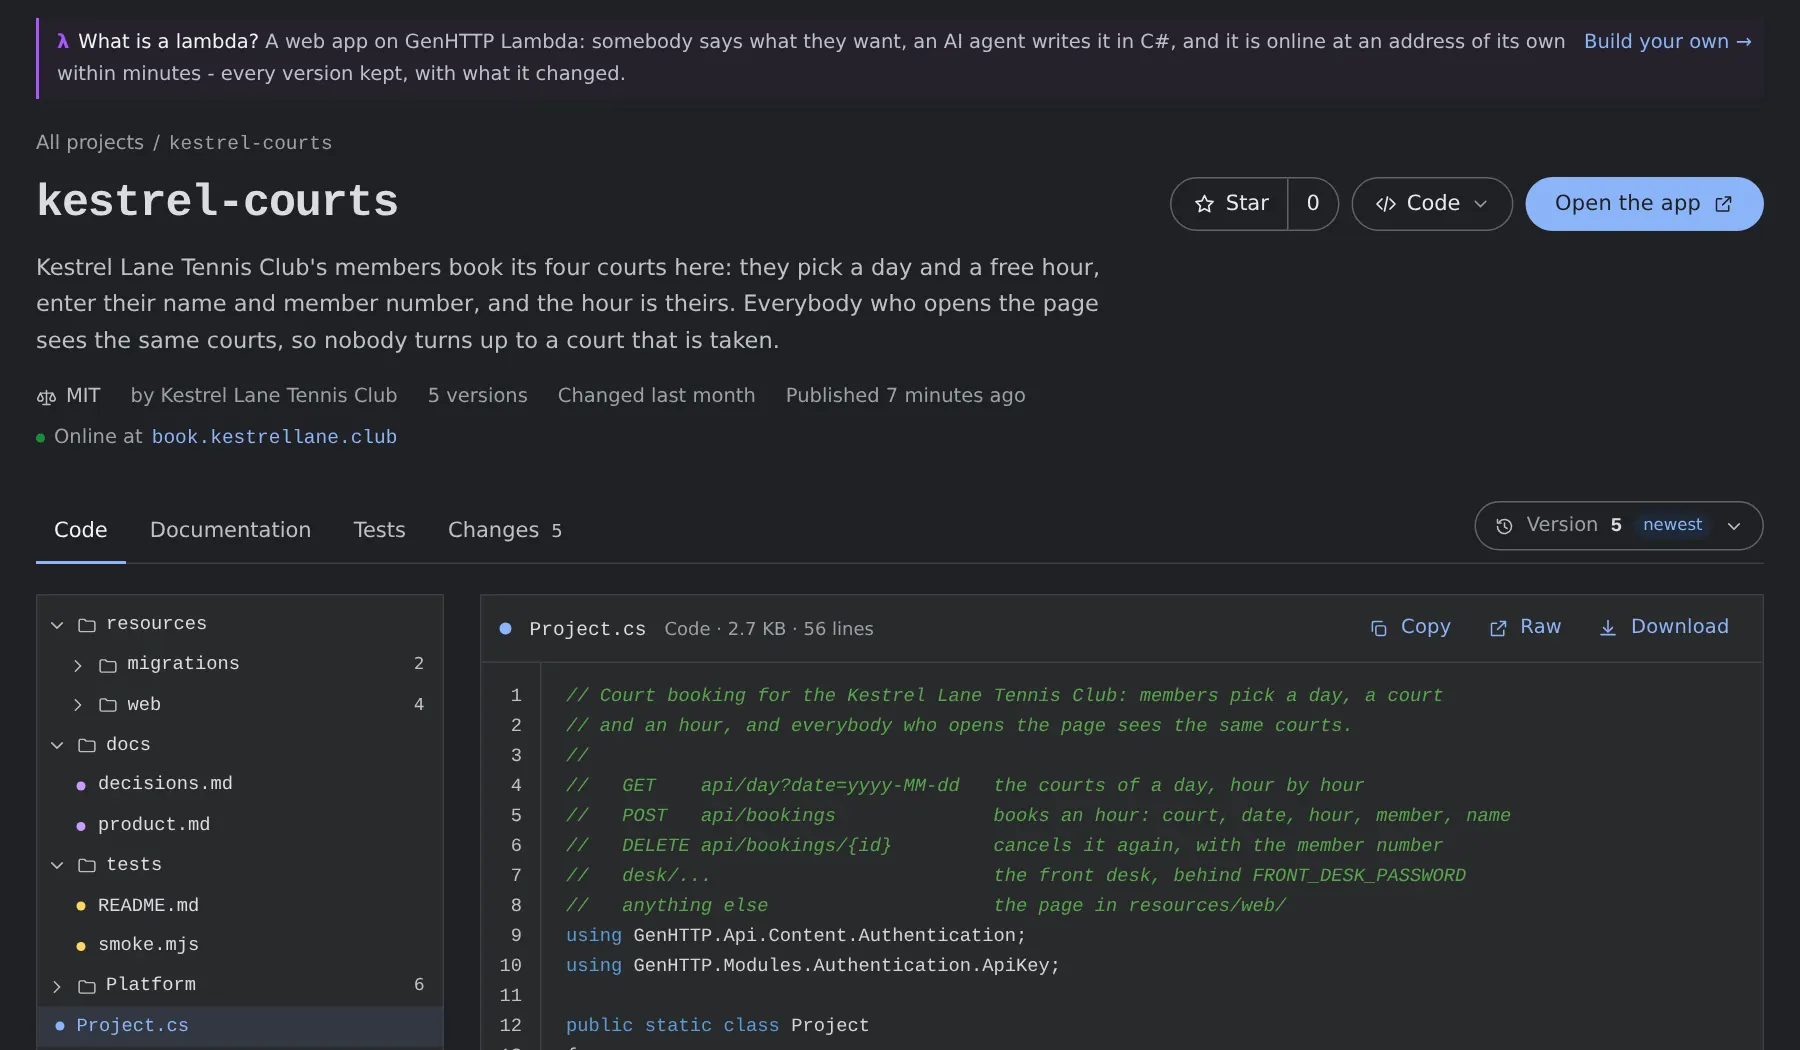 λ What is a lambda? A web app on GenHTTP Lambda: somebody says what they want, an AI agent writes it in C#, and it is online at an address of its own
within minutes - every version kept, with what it changed.
Build your own →
All projects / kestrel-courts
kestrel-courts
Star 0
Code
Open the app
Kestrel Lane Tennis Club's members book its four courts here: they pick a day and a free hour,
enter their name and member number, and the hour is theirs. Everybody who opens the page
sees the same courts, so nobody turns up to a court that is taken.
MIT by Kestrel Lane Tennis Club 5 versions Changed last month Published 7 minutes ago
Online at book.kestrellane.club
Code Documentation Tests Changes 5
Version 5 newest
resources
migrations 2
web 4
docs
decisions.md
product.md
tests
README.md
smoke.mjs
Platform 6
Project.cs
Project.cs Code · 2.7 KB · 56 lines
Copy Raw Download
1 // Court booking for the Kestrel Lane Tennis Club: members pick a day, a court
2 // and an hour, and everybody who opens the page sees the same courts.
3 //
4 //   GET    api/day?date=yyyy-MM-dd   the courts of a day, hour by hour
5 //   POST   api/bookings              books an hour: court, date, hour, member, name
6 //   DELETE api/bookings/{id}         cancels it again, with the member number
7 //   desk/...                         the front desk, behind FRONT_DESK_PASSWORD
8 //   anything else                    the page in resources/web/
9 using GenHTTP.Api.Content.Authentication;
10 using GenHTTP.Modules.Authentication.ApiKey;
11
12 public static class Project